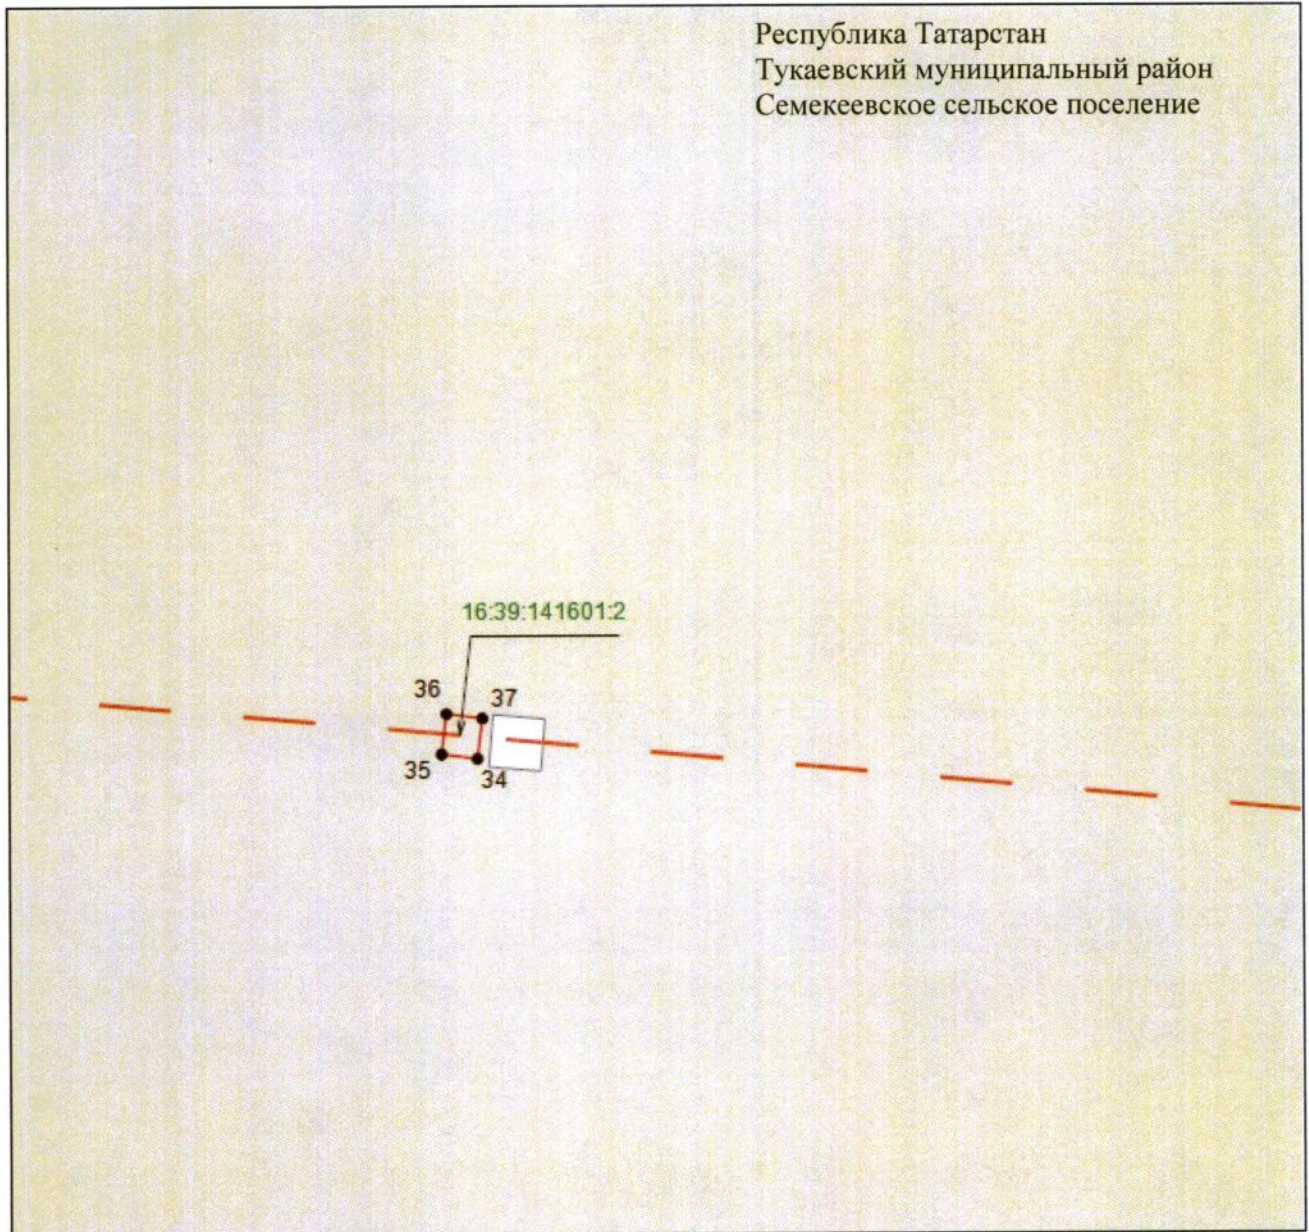 Республика Татарстан
Тукаевский муниципальный район
Семекеевское сельское поселение
16:39:141601:2
36
37
35
34